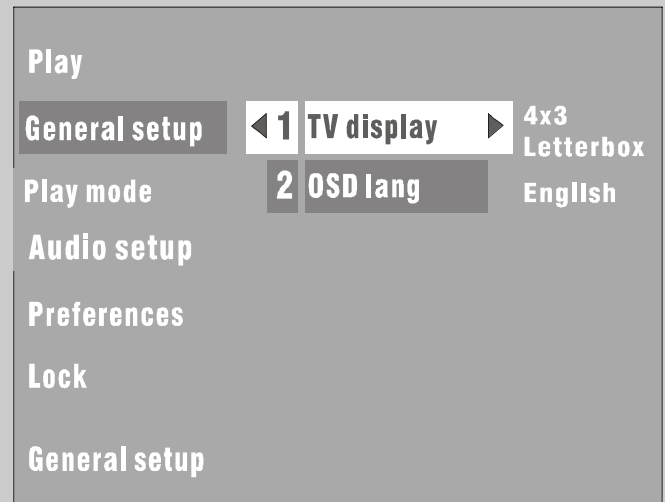 Play
General setup 1 TV display 4x3 Letterbox
Play mode 2 OSD lang English
Audio setup
Preferences
Lock
General setup